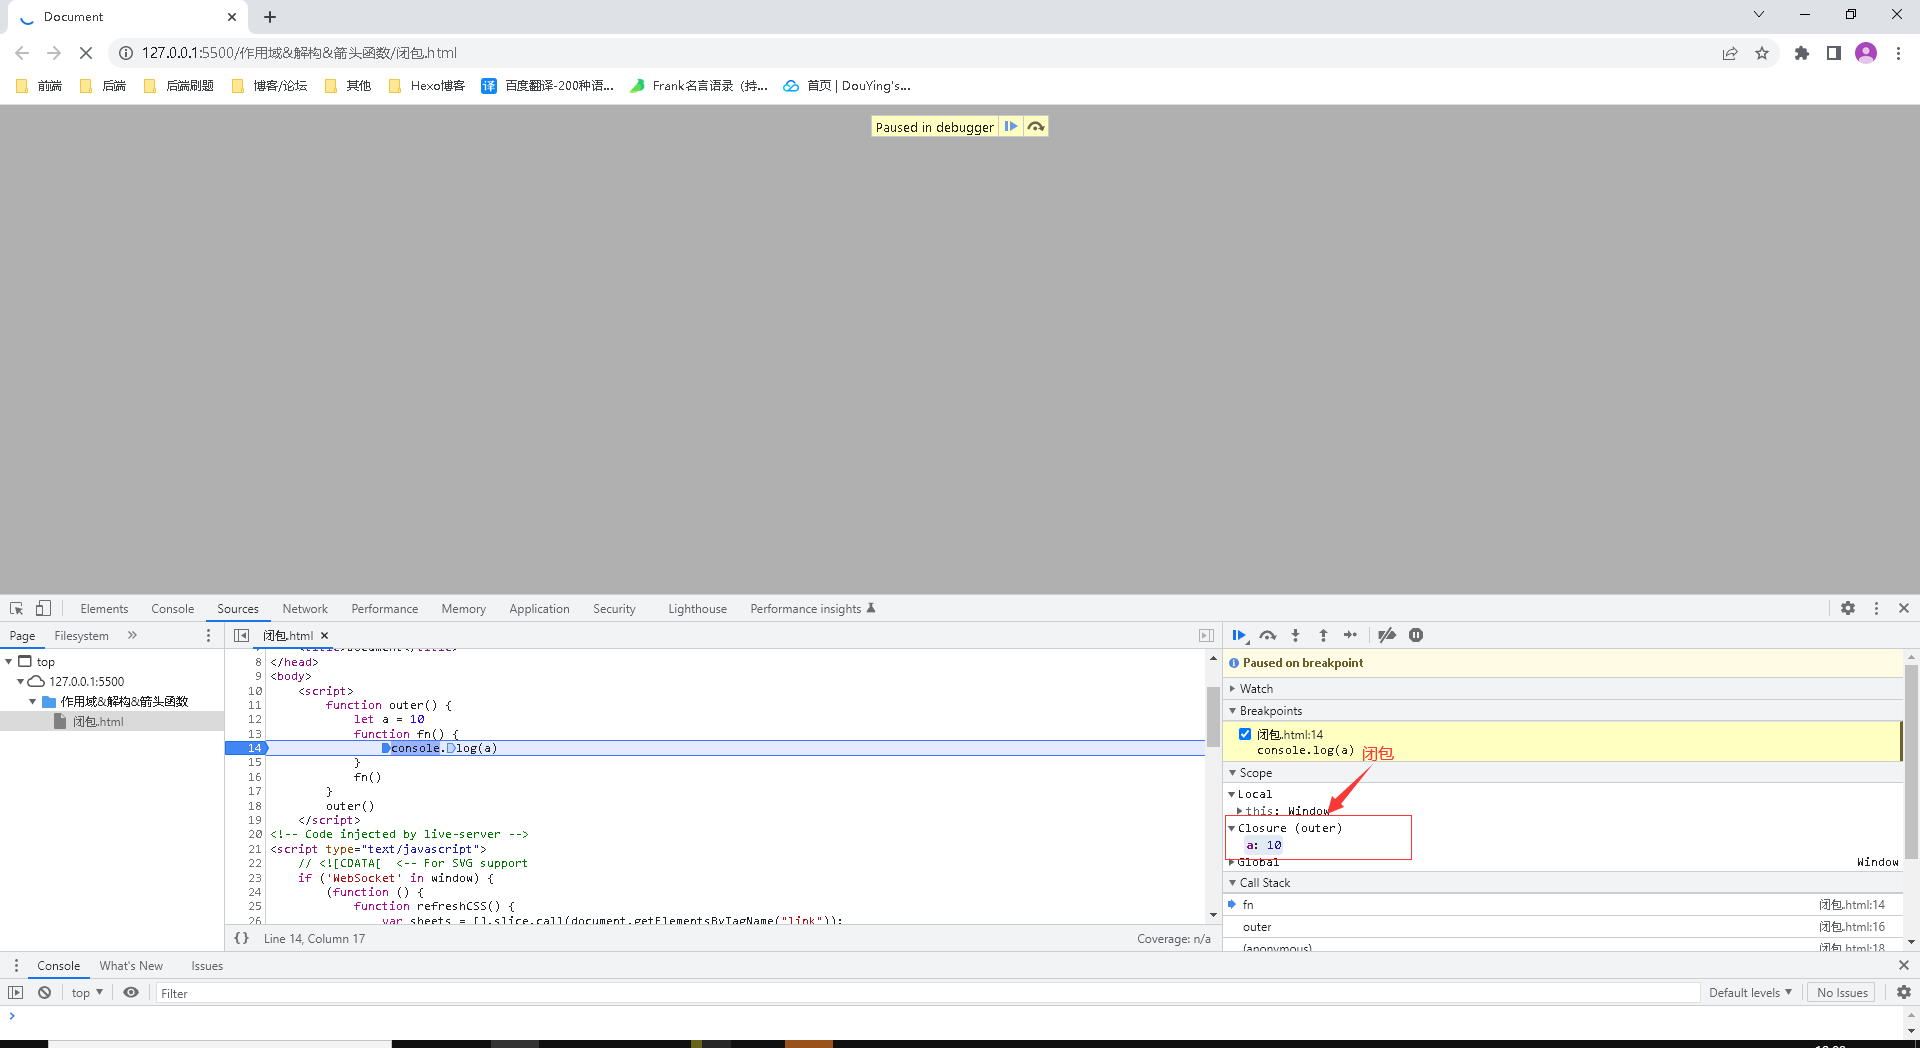 Document
127.0.0.1:5500/作用域&解构&箭头函数/闭包.html
前端 后端 后端刷题 博客/论坛 其他 Hexo博客 百度翻译-200种语... Frank名言语录（持... 首页 | DouYing's...
Paused in debugger
Elements Console Sources Network Performance Memory Application Security Lighthouse Performance insights
Page Filesystem
top
127.0.0.1:5500
作用域&解构&箭头函数
闭包.html
闭包.html
8 </head>
9 <body>
10 <script>
11 function outer() {
12 let a = 10
13 function fn() {
14 console.log(a)
15 }
16 fn()
17 }
18 outer()
19 </script>
20 <!-- Code injected by live-server -->
21 <script type="text/javascript">
22 // <![CDATA[  <-- For SVG support
23 if ('WebSocket' in window) {
24 (function () {
25 function refreshCSS() {
26 var sheets = [].slice.call(document.getElementsByTagName("link"));
{} Line 14, Column 17 Coverage: n/a
Paused on breakpoint
Watch
Breakpoints
闭包.html:14
console.log(a)
闭包
Scope
Local
this: Window
Closure (outer)
a: 10
Global Window
Call Stack
fn 闭包.html:14
outer 闭包.html:16
(anonymous) 闭包.html:18
Console What's New Issues
top Filter Default levels No Issues